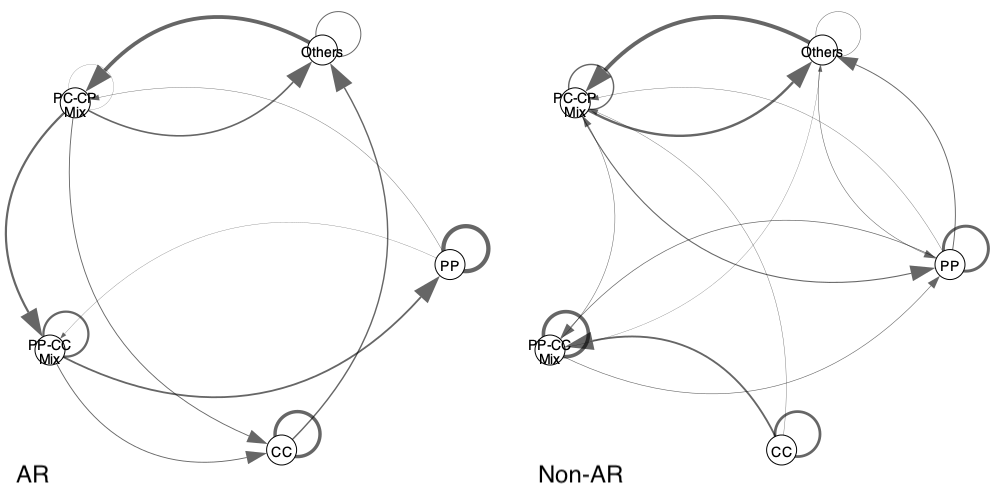 Others
PC-CP
Mix
PP
PP-CC
Mix
CC
AR
Others
PC-CP
Mix
PP
PP-CC
Mix
CC
Non-AR